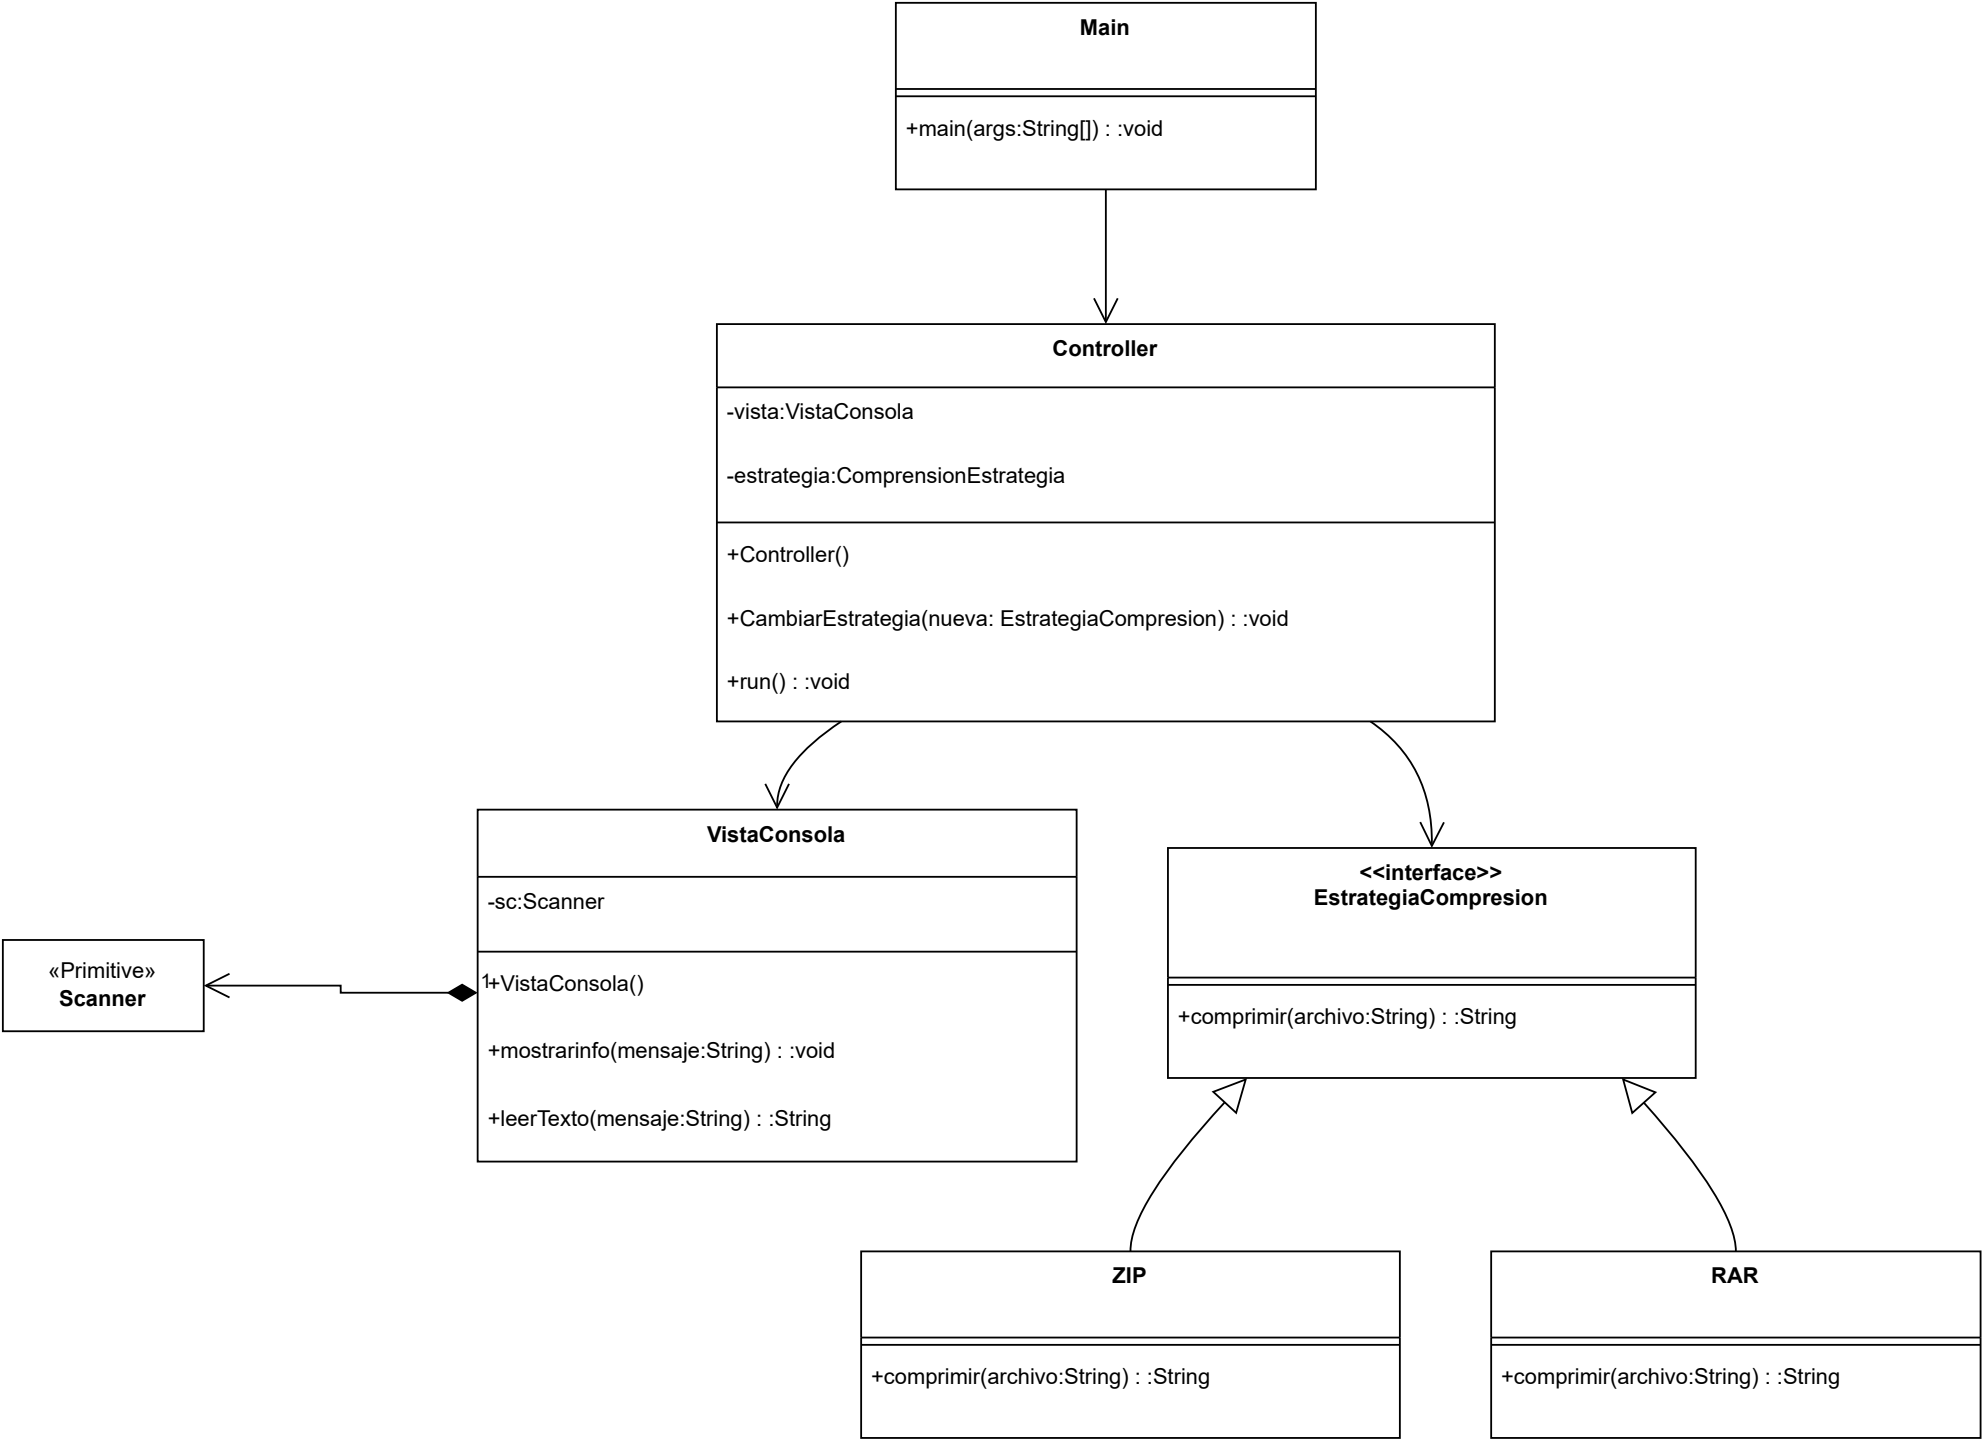 Main
+main(args:String[]) : :void
Controller
-vista:VistaConsola
-estrategia:ComprensionEstrategia
+Controller()
+CambiarEstrategia(nueva: EstrategiaCompresion) : :void
+run() : :void
VistaConsola
-sc:Scanner
1
+VistaConsola()
+mostrarinfo(mensaje:String) : :void
+leerTexto(mensaje:String) : :String
«Primitive»
Scanner
<<interface>>
EstrategiaCompresion
+comprimir(archivo:String) : :String
ZIP
+comprimir(archivo:String) : :String
RAR
+comprimir(archivo:String) : :String